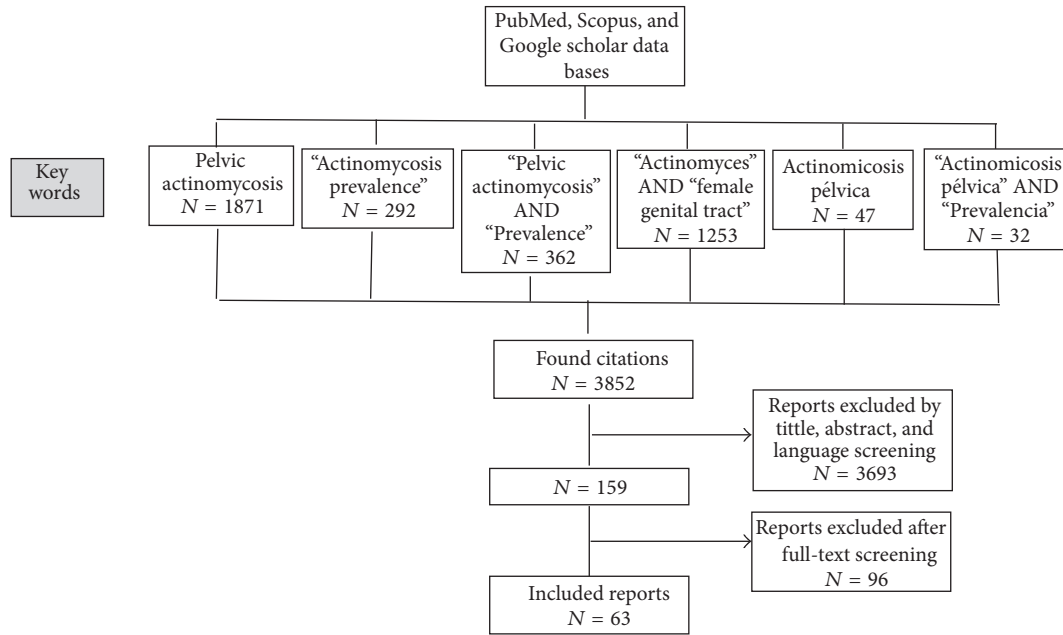 PubMed, Scopus, and
Google scholar data
bases
Key
words
Pelvic
actinomycosis
N = 1871
“Actinomycosis
prevalence”
N = 292
“Pelvic
actinomycosis”
AND
“Prevalence”
N = 362
“Actinomyces”
AND “female
genital tract”
N = 1253
Actinomicosis
pélvica
N = 47
“Actinomicosis
pélvica” AND
“Prevalencia”
N = 32
Found citations
N = 3852
Reports excluded by
tittle, abstract, and
language screening
N = 3693
N = 159
Reports excluded after
full-text screening
N = 96
Included reports
N = 63